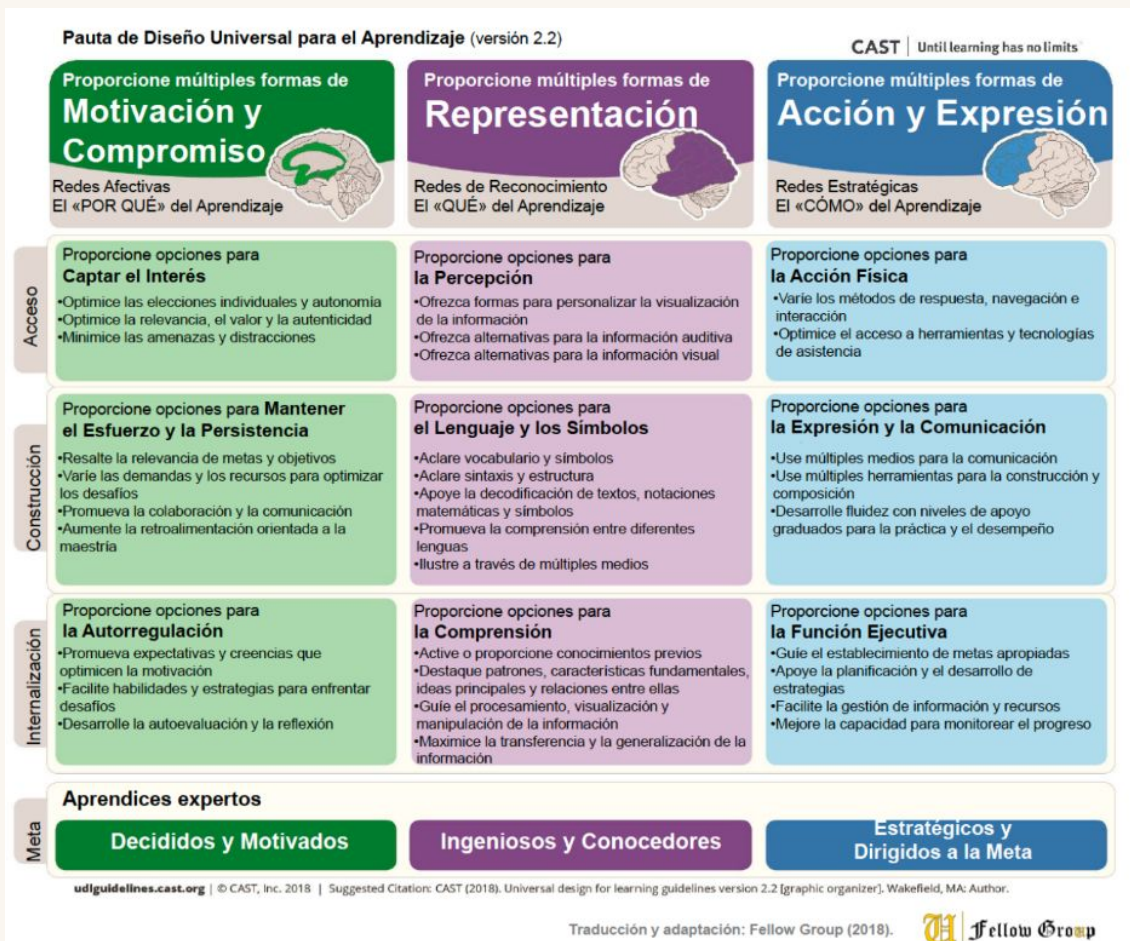 Pauta de Diseño Universal para el Aprendizaje (versión 2.2)
CAST | Until learning has no limits
Proporcione múltiples formas de
Motivación y
Compromiso
Redes Afectivas
El «POR QUÉ» del Aprendizaje
Proporcione múltiples formas de
Representación
Redes de Reconocimiento
El «QUÉ» del Aprendizaje
Proporcione múltiples formas de
Acción y Expresión
Redes Estratégicas
El «CÓMO» del Aprendizaje
Acceso
Proporcione opciones para
Captar el Interés
•Optimice las elecciones individuales y autonomía
•Optimice la relevancia, el valor y la autenticidad
•Minimice las amenazas y distracciones
Proporcione opciones para
la Percepción
•Ofrezca formas para personalizar la visualización
de la información
•Ofrezca alternativas para la información auditiva
•Ofrezca alternativas para la información visual
Proporcione opciones para
la Acción Física
•Varíe los métodos de respuesta, navegación e
interacción
•Optimice el acceso a herramientas y tecnologías
de asistencia
Construcción
Proporcione opciones para Mantener
el Esfuerzo y la Persistencia
•Resalte la relevancia de metas y objetivos
•Varíe las demandas y los recursos para optimizar
los desafíos
•Promueva la colaboración y la comunicación
•Aumente la retroalimentación orientada a la
maestría
Proporcione opciones para
el Lenguaje y los Símbolos
•Aclare vocabulario y símbolos
•Aclare sintaxis y estructura
•Apoye la decodificación de textos, notaciones
matemáticas y símbolos
•Promueva la comprensión entre diferentes
lenguas
•Ilustre a través de múltiples medios
Proporcione opciones para
la Expresión y la Comunicación
•Use múltiples medios para la comunicación
•Use múltiples herramientas para la construcción y
composición
•Desarrolle fluidez con niveles de apoyo
graduados para la práctica y el desempeño
Internalización
Proporcione opciones para
la Autorregulación
•Promueva expectativas y creencias que
optimicen la motivación
•Facilite habilidades y estrategias para enfrentar
desafíos
•Desarrolle la autoevaluación y la reflexión
Proporcione opciones para
la Comprensión
•Active o proporcione conocimientos previos
•Destaque patrones, características fundamentales,
ideas principales y relaciones entre ellas
•Guíe el procesamiento, visualización y
manipulación de la información
•Maximice la transferencia y la generalización de la
información
Proporcione opciones para
la Función Ejecutiva
•Guíe el establecimiento de metas apropiadas
•Apoye la planificación y el desarrollo de
estrategias
•Facilite la gestión de información y recursos
•Mejore la capacidad para monitorear el progreso
Meta
Aprendices expertos
Decididos y Motivados
Ingeniosos y Conocedores
Estratégicos y
Dirigidos a la Meta
udlguidelines.cast.org | © CAST, Inc. 2018 | Suggested Citation: CAST (2018). Universal design for learning guidelines version 2.2 [graphic organizer]. Wakefield, MA: Author.
Traducción y adaptación: Fellow Group (2018).
Fellow Group